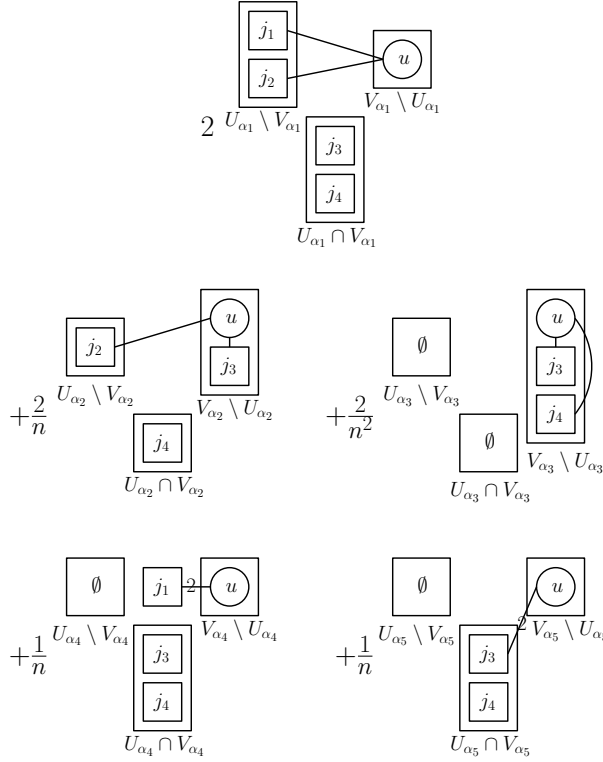 j₁
j₂
u
2
U_{α₁} \ V_{α₁}
V_{α₁} \ U_{α₁}
j₃
j₄
U_{α₁} ∩ V_{α₁}
+2/n
j₂
U_{α₂} \ V_{α₂}
u
j₃
V_{α₂} \ U_{α₂}
j₄
U_{α₂} ∩ V_{α₂}
+2/n²
∅
U_{α₃} \ V_{α₃}
u
j₃
j₄
V_{α₃} \ U_{α₃}
∅
U_{α₃} ∩ V_{α₃}
+1/n
∅
U_{α₄} \ V_{α₄}
j₁
2
u
V_{α₄} \ U_{α₄}
j₃
j₄
U_{α₄} ∩ V_{α₄}
+1/n
∅
U_{α₅} \ V_{α₅}
2
u
V_{α₅} \ U_{α
j₃
j₄
U_{α₅} ∩ V_{α₅}